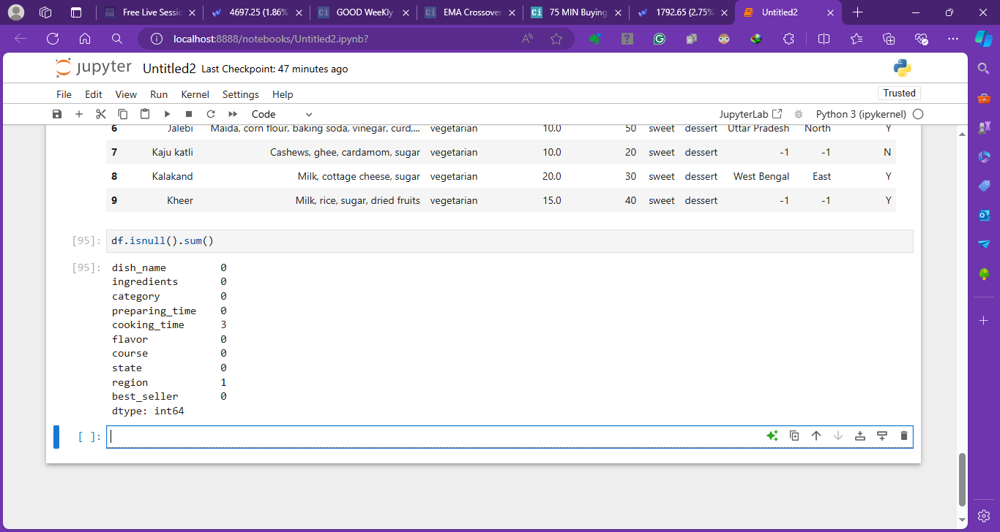 Free Live Sessic
4697.25 (1.86%
GOOD WeeKly
EMA Crossover
75 MIN Buying
1792.65 (2.75%
Untitled2
localhost:8888/notebooks/Untitled2.ipynb?
jupyter Untitled2 Last Checkpoint: 47 minutes ago
File Edit View Run Kernel Settings Help
Trusted
Code
JupyterLab
Python 3 (ipykernel)
6 Jalebi Maida, corn flour, baking soda, vinegar, curd,... vegetarian 10.0 50 sweet dessert Uttar Pradesh North Y
7 Kaju katli Cashews, ghee, cardamom, sugar vegetarian 10.0 20 sweet dessert -1 -1 N
8 Kalakand Milk, cottage cheese, sugar vegetarian 20.0 30 sweet dessert West Bengal East Y
9 Kheer Milk, rice, sugar, dried fruits vegetarian 15.0 40 sweet dessert -1 -1 Y
[95]: df.isnull().sum()
[95]: dish_name 0
ingredients 0
category 0
preparing_time 0
cooking_time 3
flavor 0
course 0
state 0
region 1
best_seller 0
dtype: int64
[ ]: